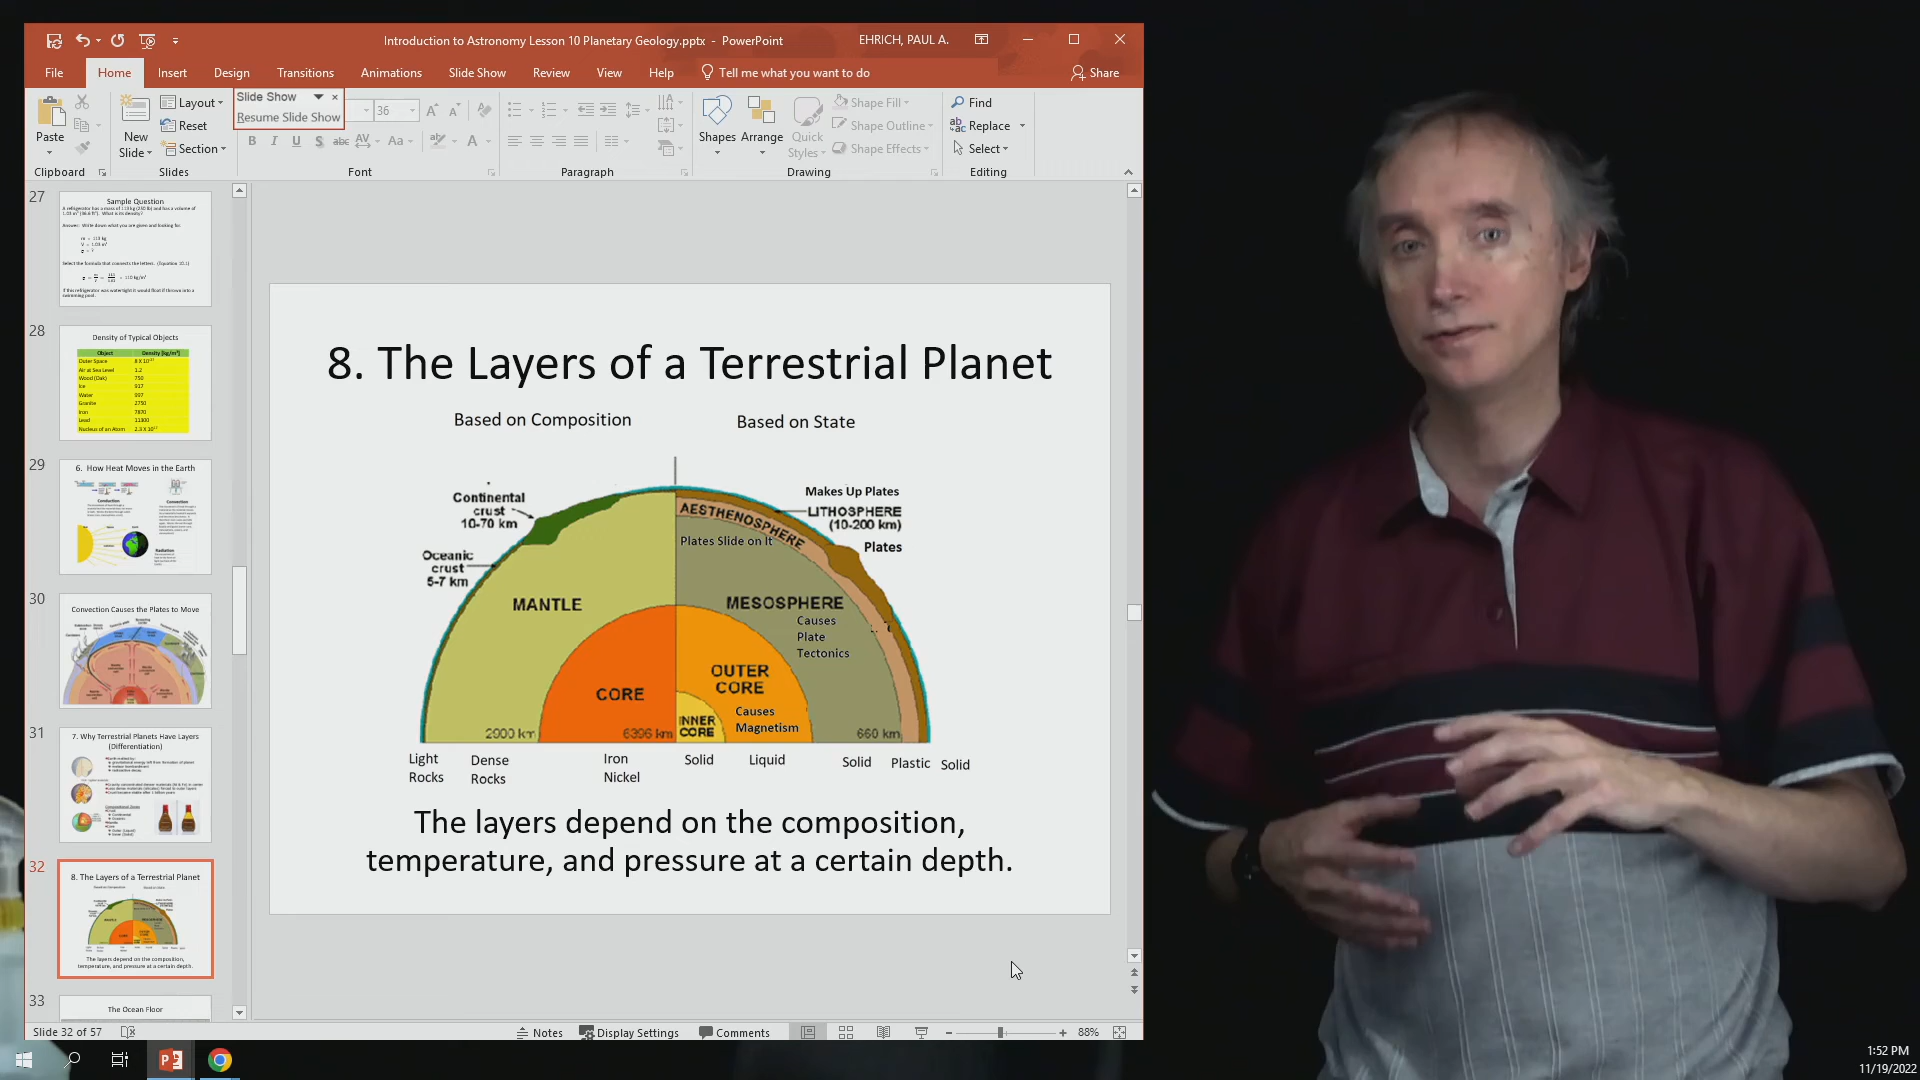 Introduction to Astronomy Lesson 10 Planetary Geology.pptx - PowerPoint
EHRICH, PAUL A.
File Home Insert Design Transitions Animations Slide Show Review View Help Tell me what you want to do Share
Paste
Clipboard
New Slide
Layout
Reset
Section
Slides
Slide Show
Resume Slide Show
36
B I U S abc AV Aa A
Font
Paragraph
Shapes Arrange Quick Styles
Shape Fill
Shape Outline
Shape Effects
Drawing
Find
Replace
Select
Editing
27
Sample Question
28
Density of Typical Objects
Object Density [kg/m³]
Outer Space
Air at Sea Level 1.2
Wood (Oak) 750
Ice 917
Water 997
Granite 2750
Iron 7870
Lead 11300
Nucleus of an Atom
29
6. How Heat Moves in the Earth
Conduction
Convection
Radiation
30
Convection Causes the Plates to Move
31
7. Why Terrestrial Planets Have Layers
(Differentiation)
32
8. The Layers of a Terrestrial Planet
The layers depend on the composition,
temperature, and pressure at a certain depth.
33
The Ocean Floor
8. The Layers of a Terrestrial Planet
Based on Composition
Based on State
Continental
crust
10-70 km
Oceanic
crust
5-7 km
MANTLE
CORE
2900 km
6396 km
Makes Up Plates
LITHOSPHERE
(10-200 km)
Plates
AESTHENOSPHERE
Plates Slide on It
MESOSPHERE
Causes
Plate
Tectonics
OUTER
CORE
Causes
Magnetism
INNER
CORE
660 km
Light
Rocks
Dense
Rocks
Iron
Nickel
Solid
Liquid
Solid
Plastic
Solid
The layers depend on the composition,
temperature, and pressure at a certain depth.
Slide 32 of 57
Notes Display Settings Comments 88%
1:52 PM
11/19/2022